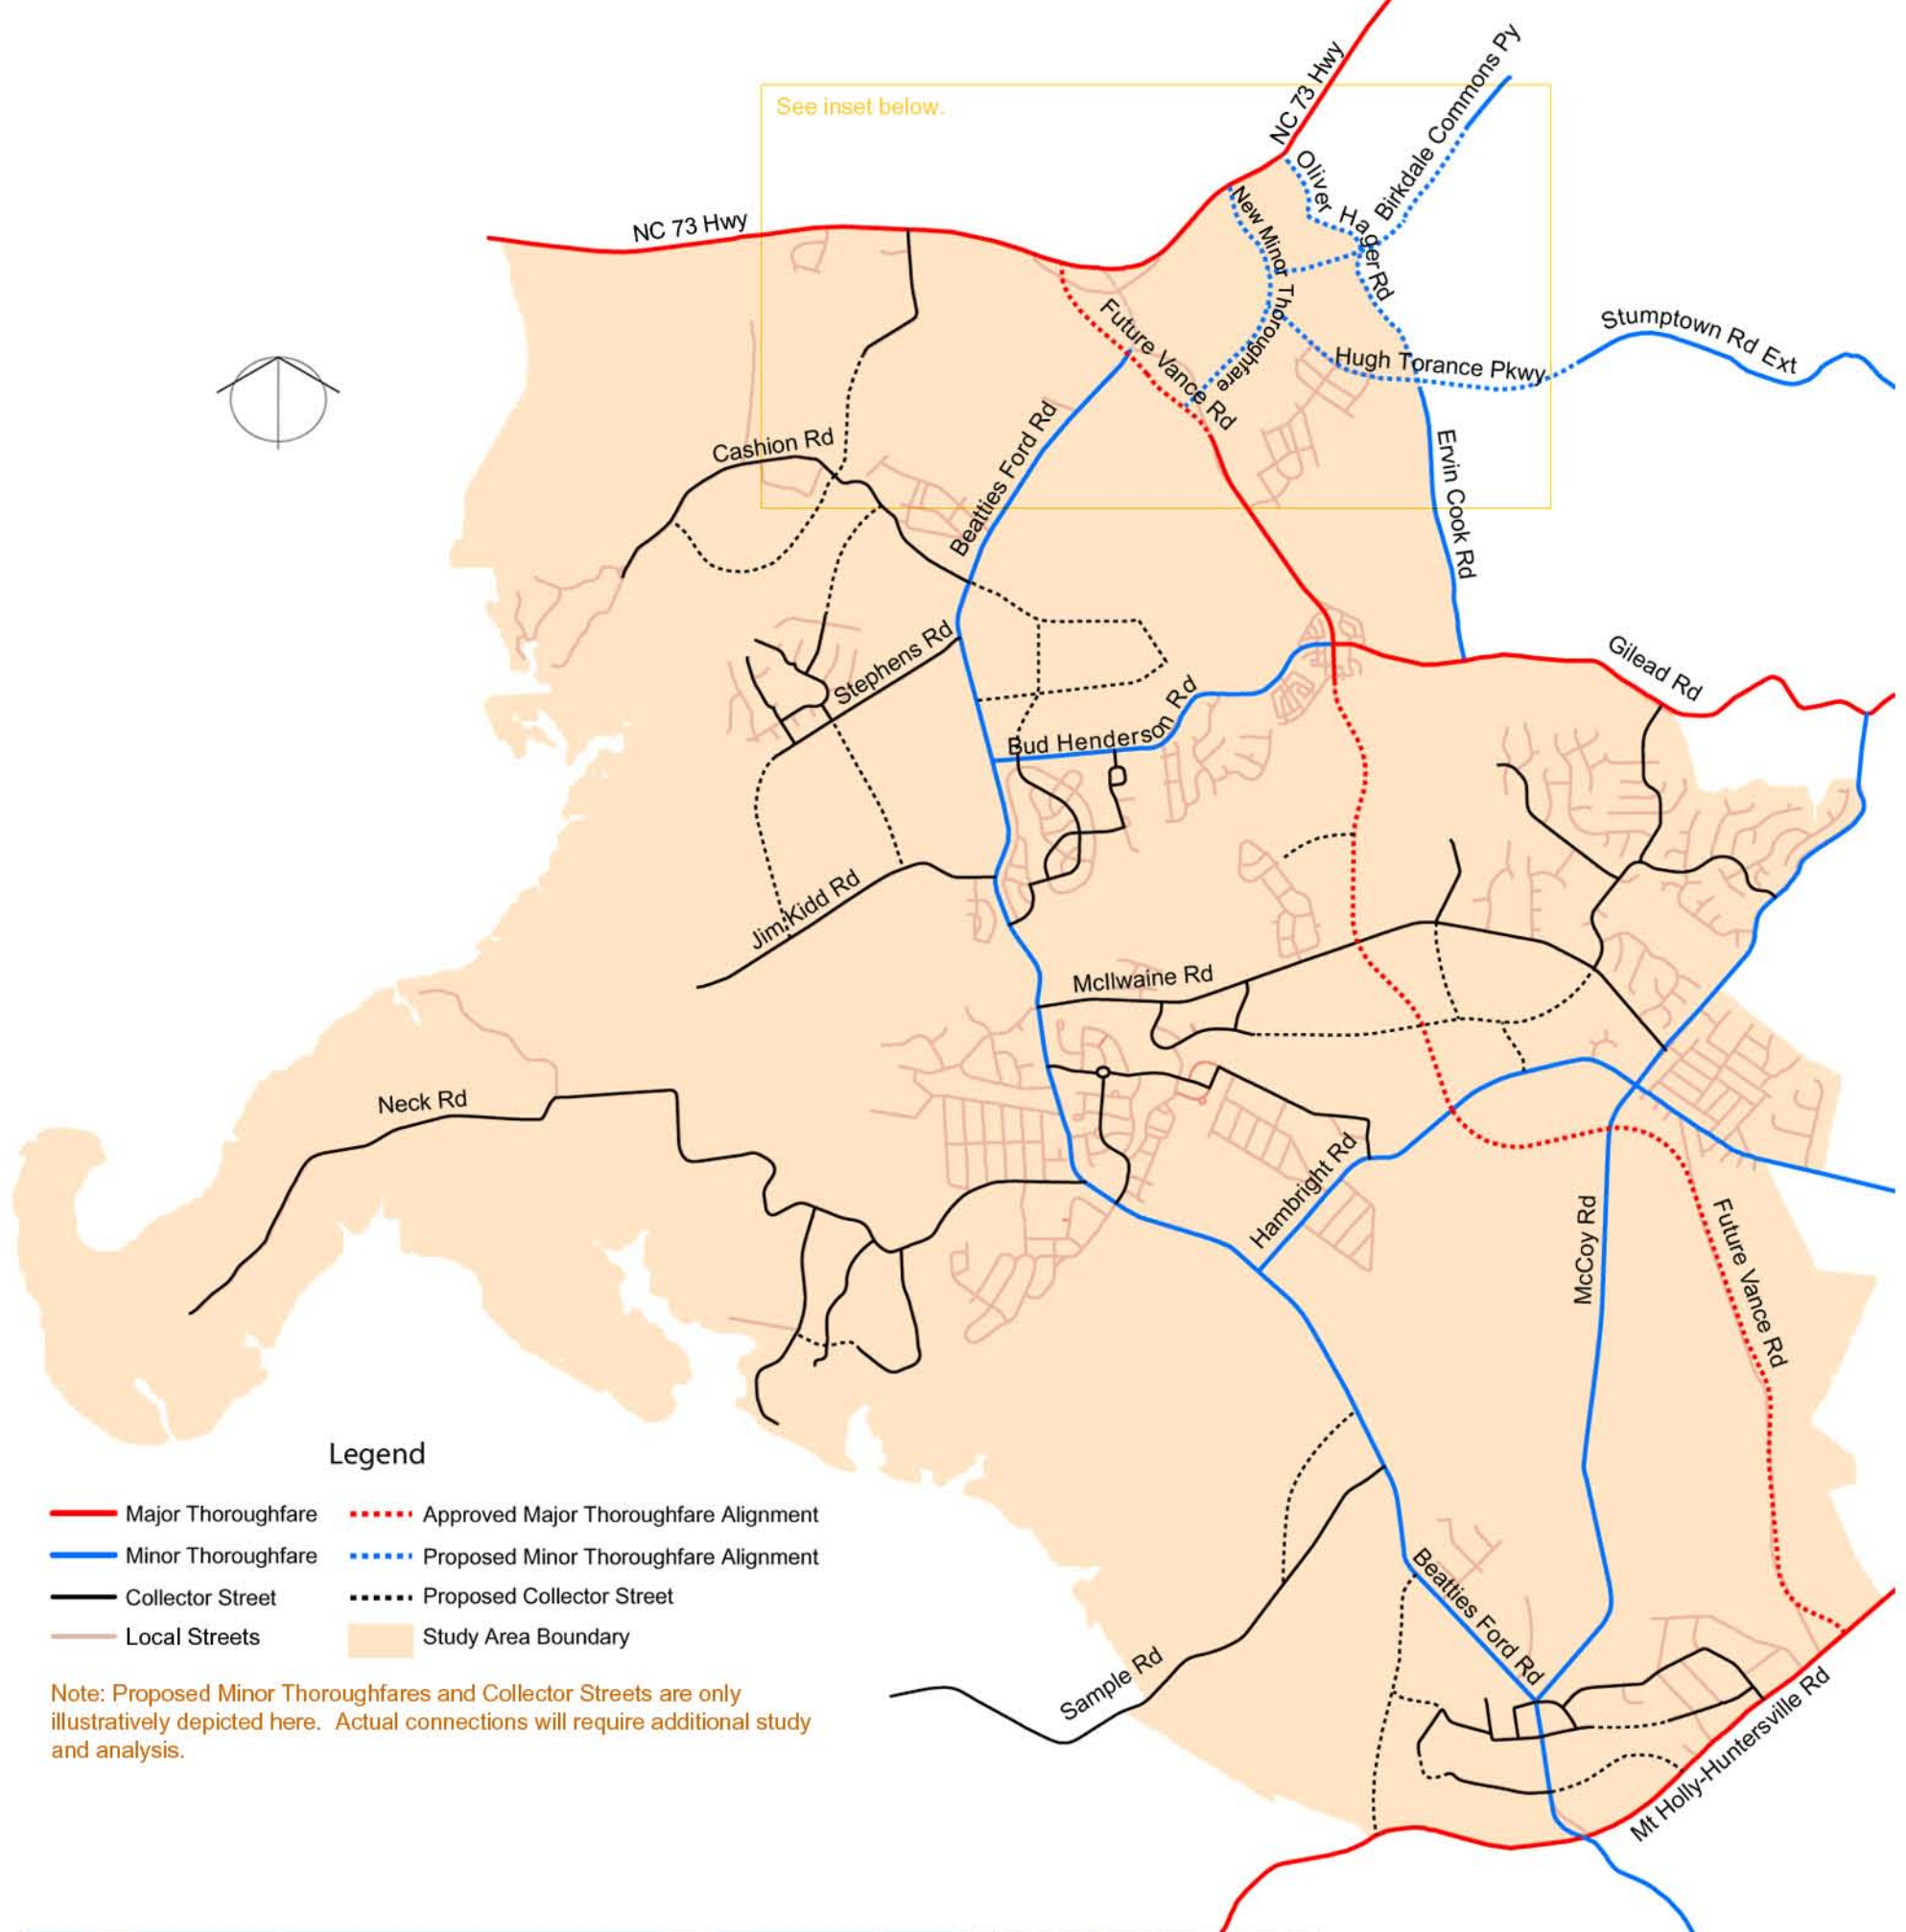 NC 73 Hwy
Birkdale Commons Py
See inset below.
Oliver Hager Rd
New Minor Thoroughfare
NC 73 Hwy
Future Vance Rd
Stumptown Rd Ext
Hugh Torance Pkwy
Cashion Rd
Beatties Ford Rd
Ervin Cook Rd
Stephens Rd
Gilead Rd
Bud Henderson Rd
Jim Kidd Rd
McIlwaine Rd
Neck Rd
Hambright Rd
McCoy Rd
Future Vance Rd
Legend
Major Thoroughfare
Approved Major Thoroughfare Alignment
Minor Thoroughfare
Proposed Minor Thoroughfare Alignment
Collector Street
Proposed Collector Street
Local Streets
Study Area Boundary
Beatties Ford Rd
Sample Rd
Mt Holly-Huntersville Rd
Note: Proposed Minor Thoroughfares and Collector Streets are only
illustratively depicted here. Actual connections will require additional study
and analysis.